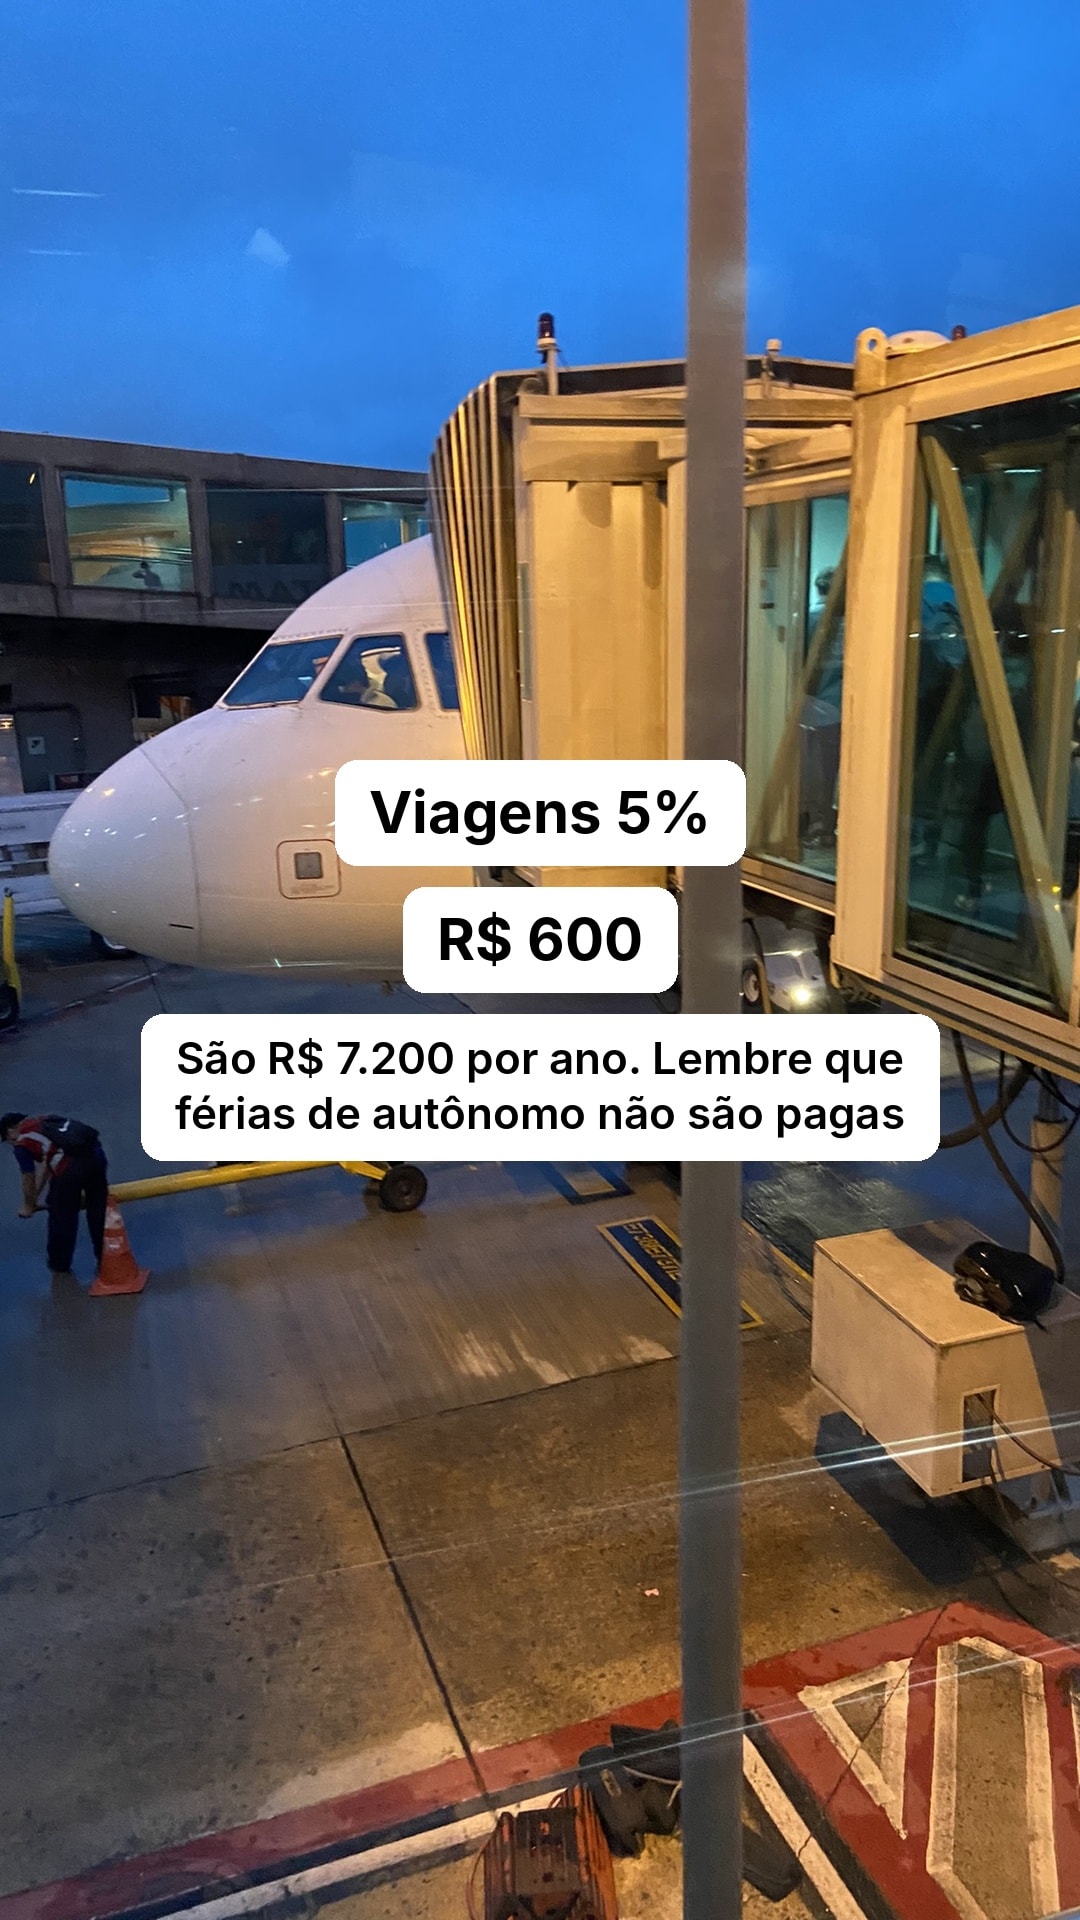 Viagens 5%
R$ 600
São R$ 7.200 por ano. Lembre que
férias de autônomo não são pagas